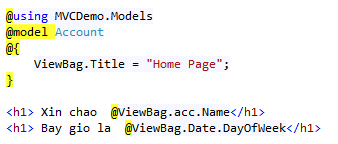 @using MVCDemo.Models
@model Account
@{
ViewBag.Title = "Home Page";
}
<h1> Xin chao @ViewBag.acc.Name</h1>
<h1> Bay gio la @ViewBag.Date.DayOfWeek</h1>